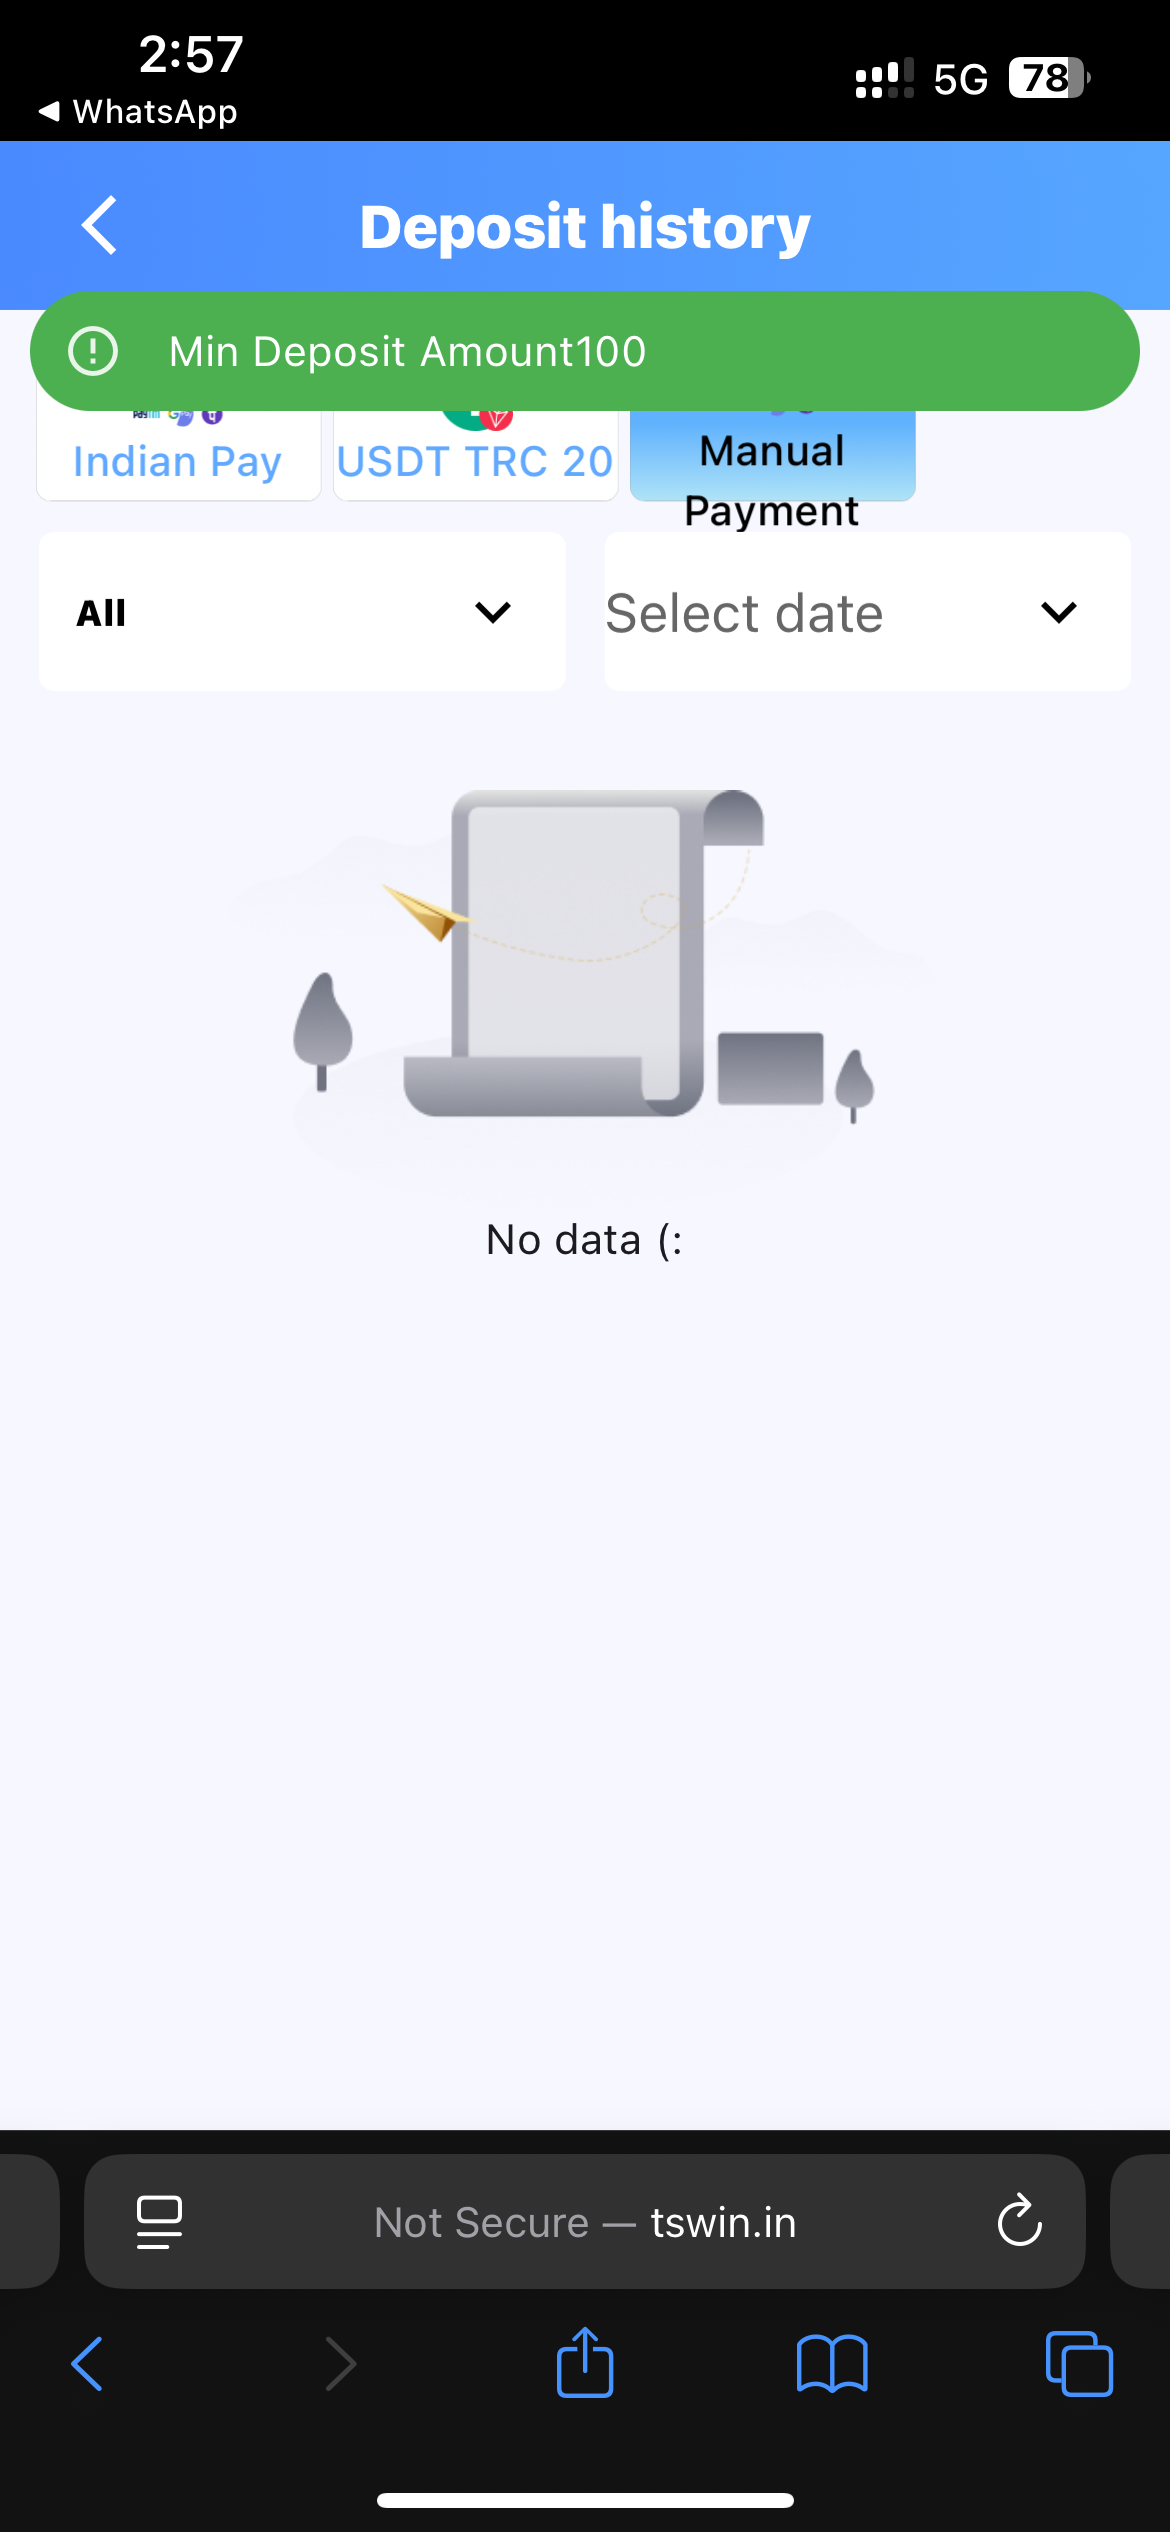 2:57
5G
78
WhatsApp
Deposit history
Min Deposit Amount100
Indian Pay
USDT TRC 20
Manual
Payment
All
Select date
No data (:
Not Secure — tswin.in